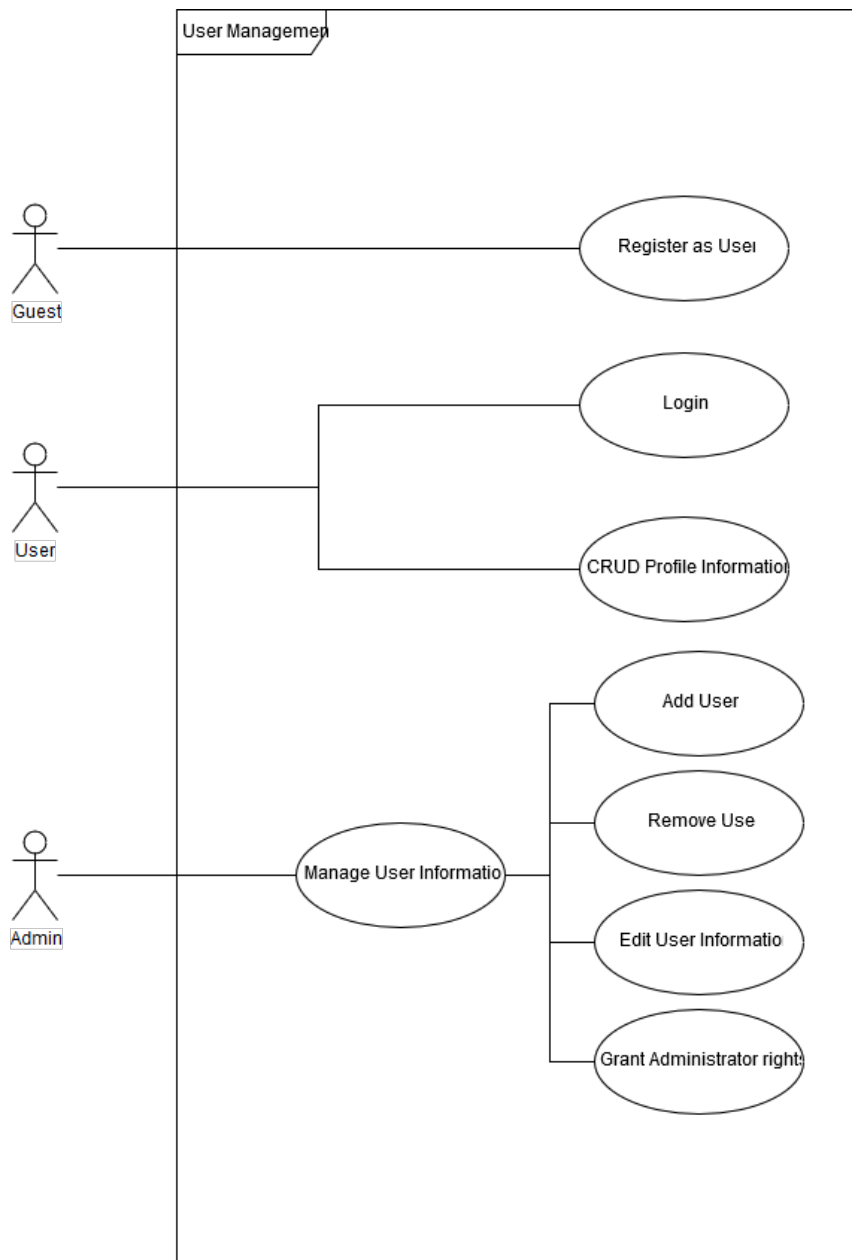 User Managemen
Register as User
Guest
Login
User
CRUD Profile Information
Add User
Remove Use
Manage User Informatio
Edit User Informatio
Admin
Grant Administrator rights